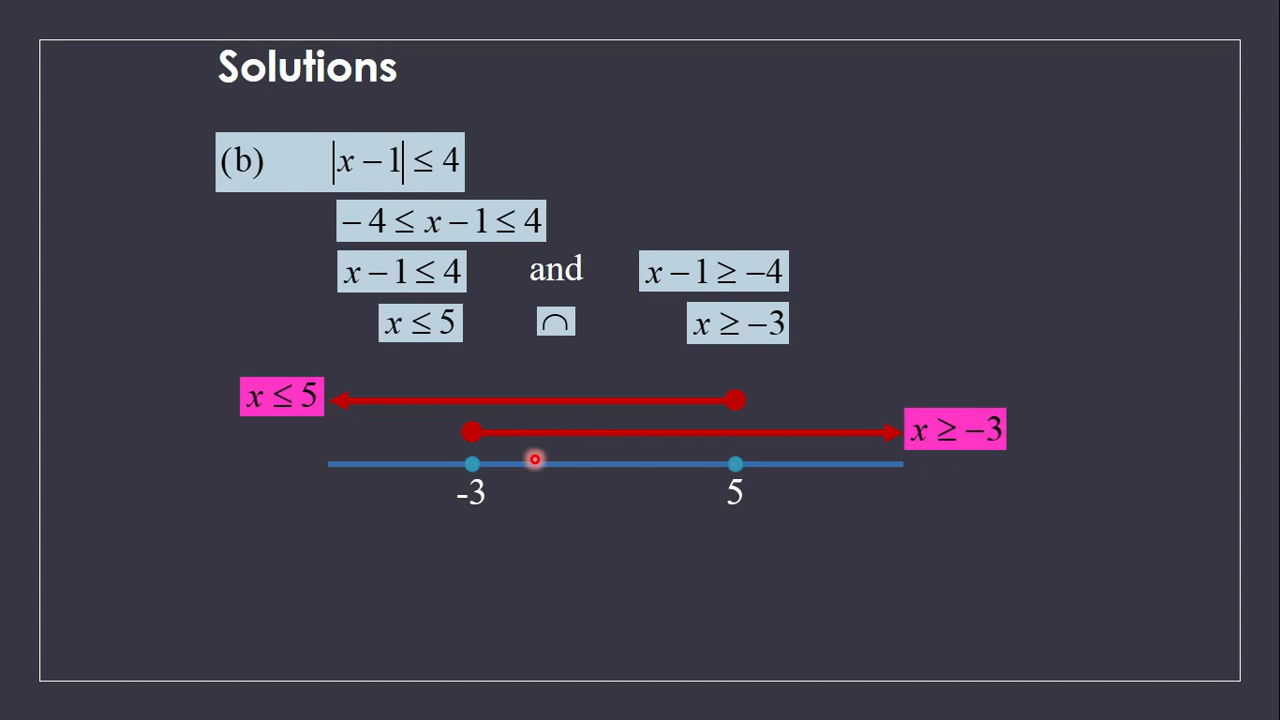 Solutions
(b) |x − 1| ≤ 4
− 4 ≤ x − 1 ≤ 4
x − 1 ≤ 4 and x − 1 ≥ −4
x ≤ 5 ∩ x ≥ −3
x ≤ 5
x ≥ −3
-3 5